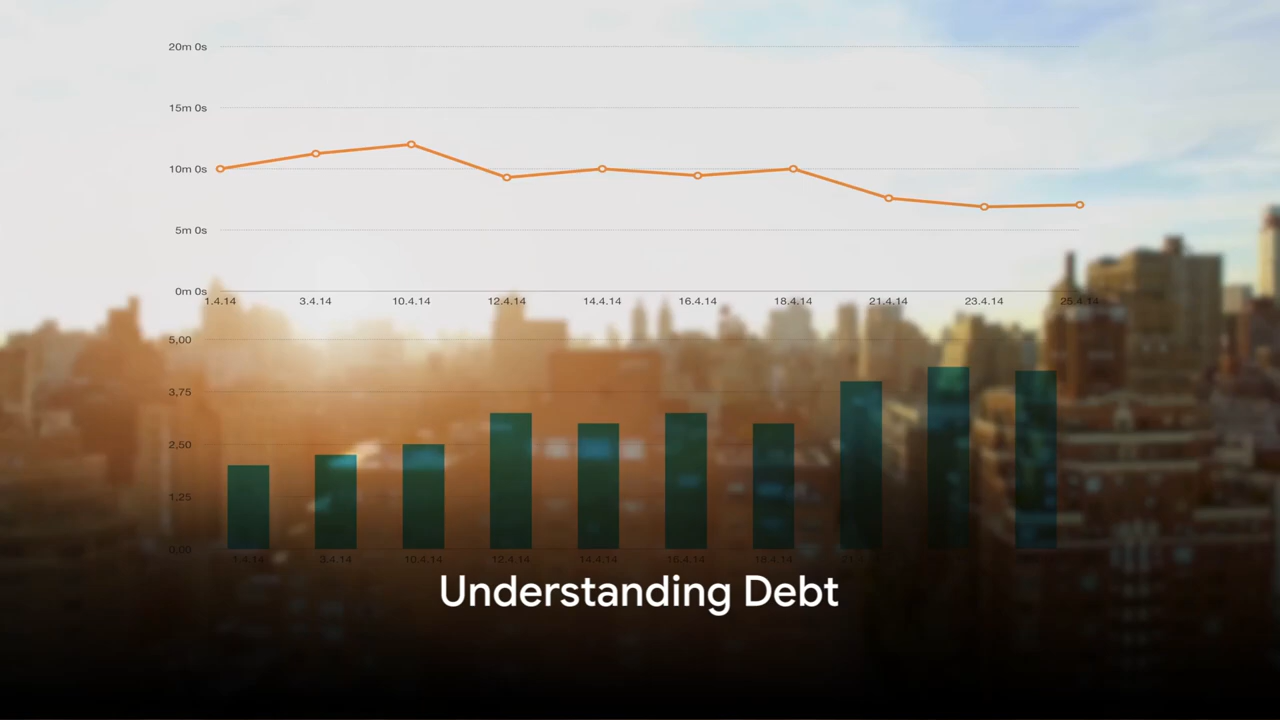 20m 0s
15m 0s
10m 0s
5m 0s
0m 0s
1.4.14 3.4.14 10.4.14 12.4.14 14.4.14 16.4.14 18.4.14 21.4.14 23.4.14 25.4.14
5,00
3,75
2,50
1,25
0,00
1.4.14 3.4.14 10.4.14 12.4.14 14.4.14 16.4.14 18.4.14
Understanding Debt